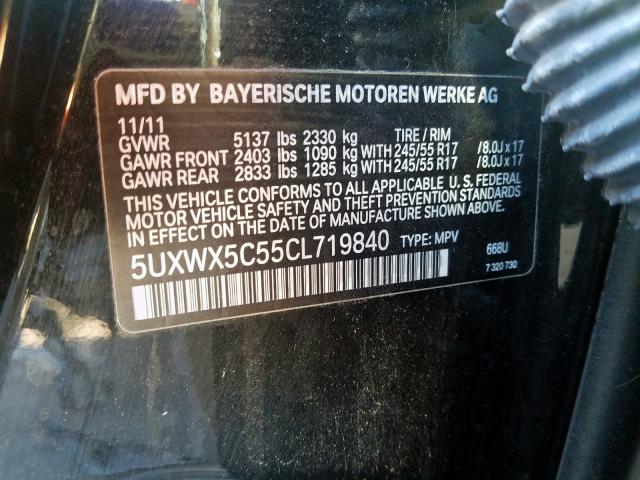 MFD BY BAYERISCHE MOTOREN WERKE AG
11/11
GVWR 5137 lbs 2330 kg TIRE / RIM
GAWR FRONT 2403 lbs 1090 kg WITH 245/55 R17 /8.0J x 17
GAWR REAR 2833 lbs 1285 kg WITH 245/55 R17 /8.0J x 17
THIS VEHICLE CONFORMS TO ALL APPLICABLE U. S. FEDERAL
MOTOR VEHICLE SAFETY AND THEFT PREVENTION STANDARDS
IN EFFECT ON THE DATE OF MANUFACTURE SHOWN ABOVE.
5UXWX5C55CL719840 TYPE: MPV 668U
7 320 730